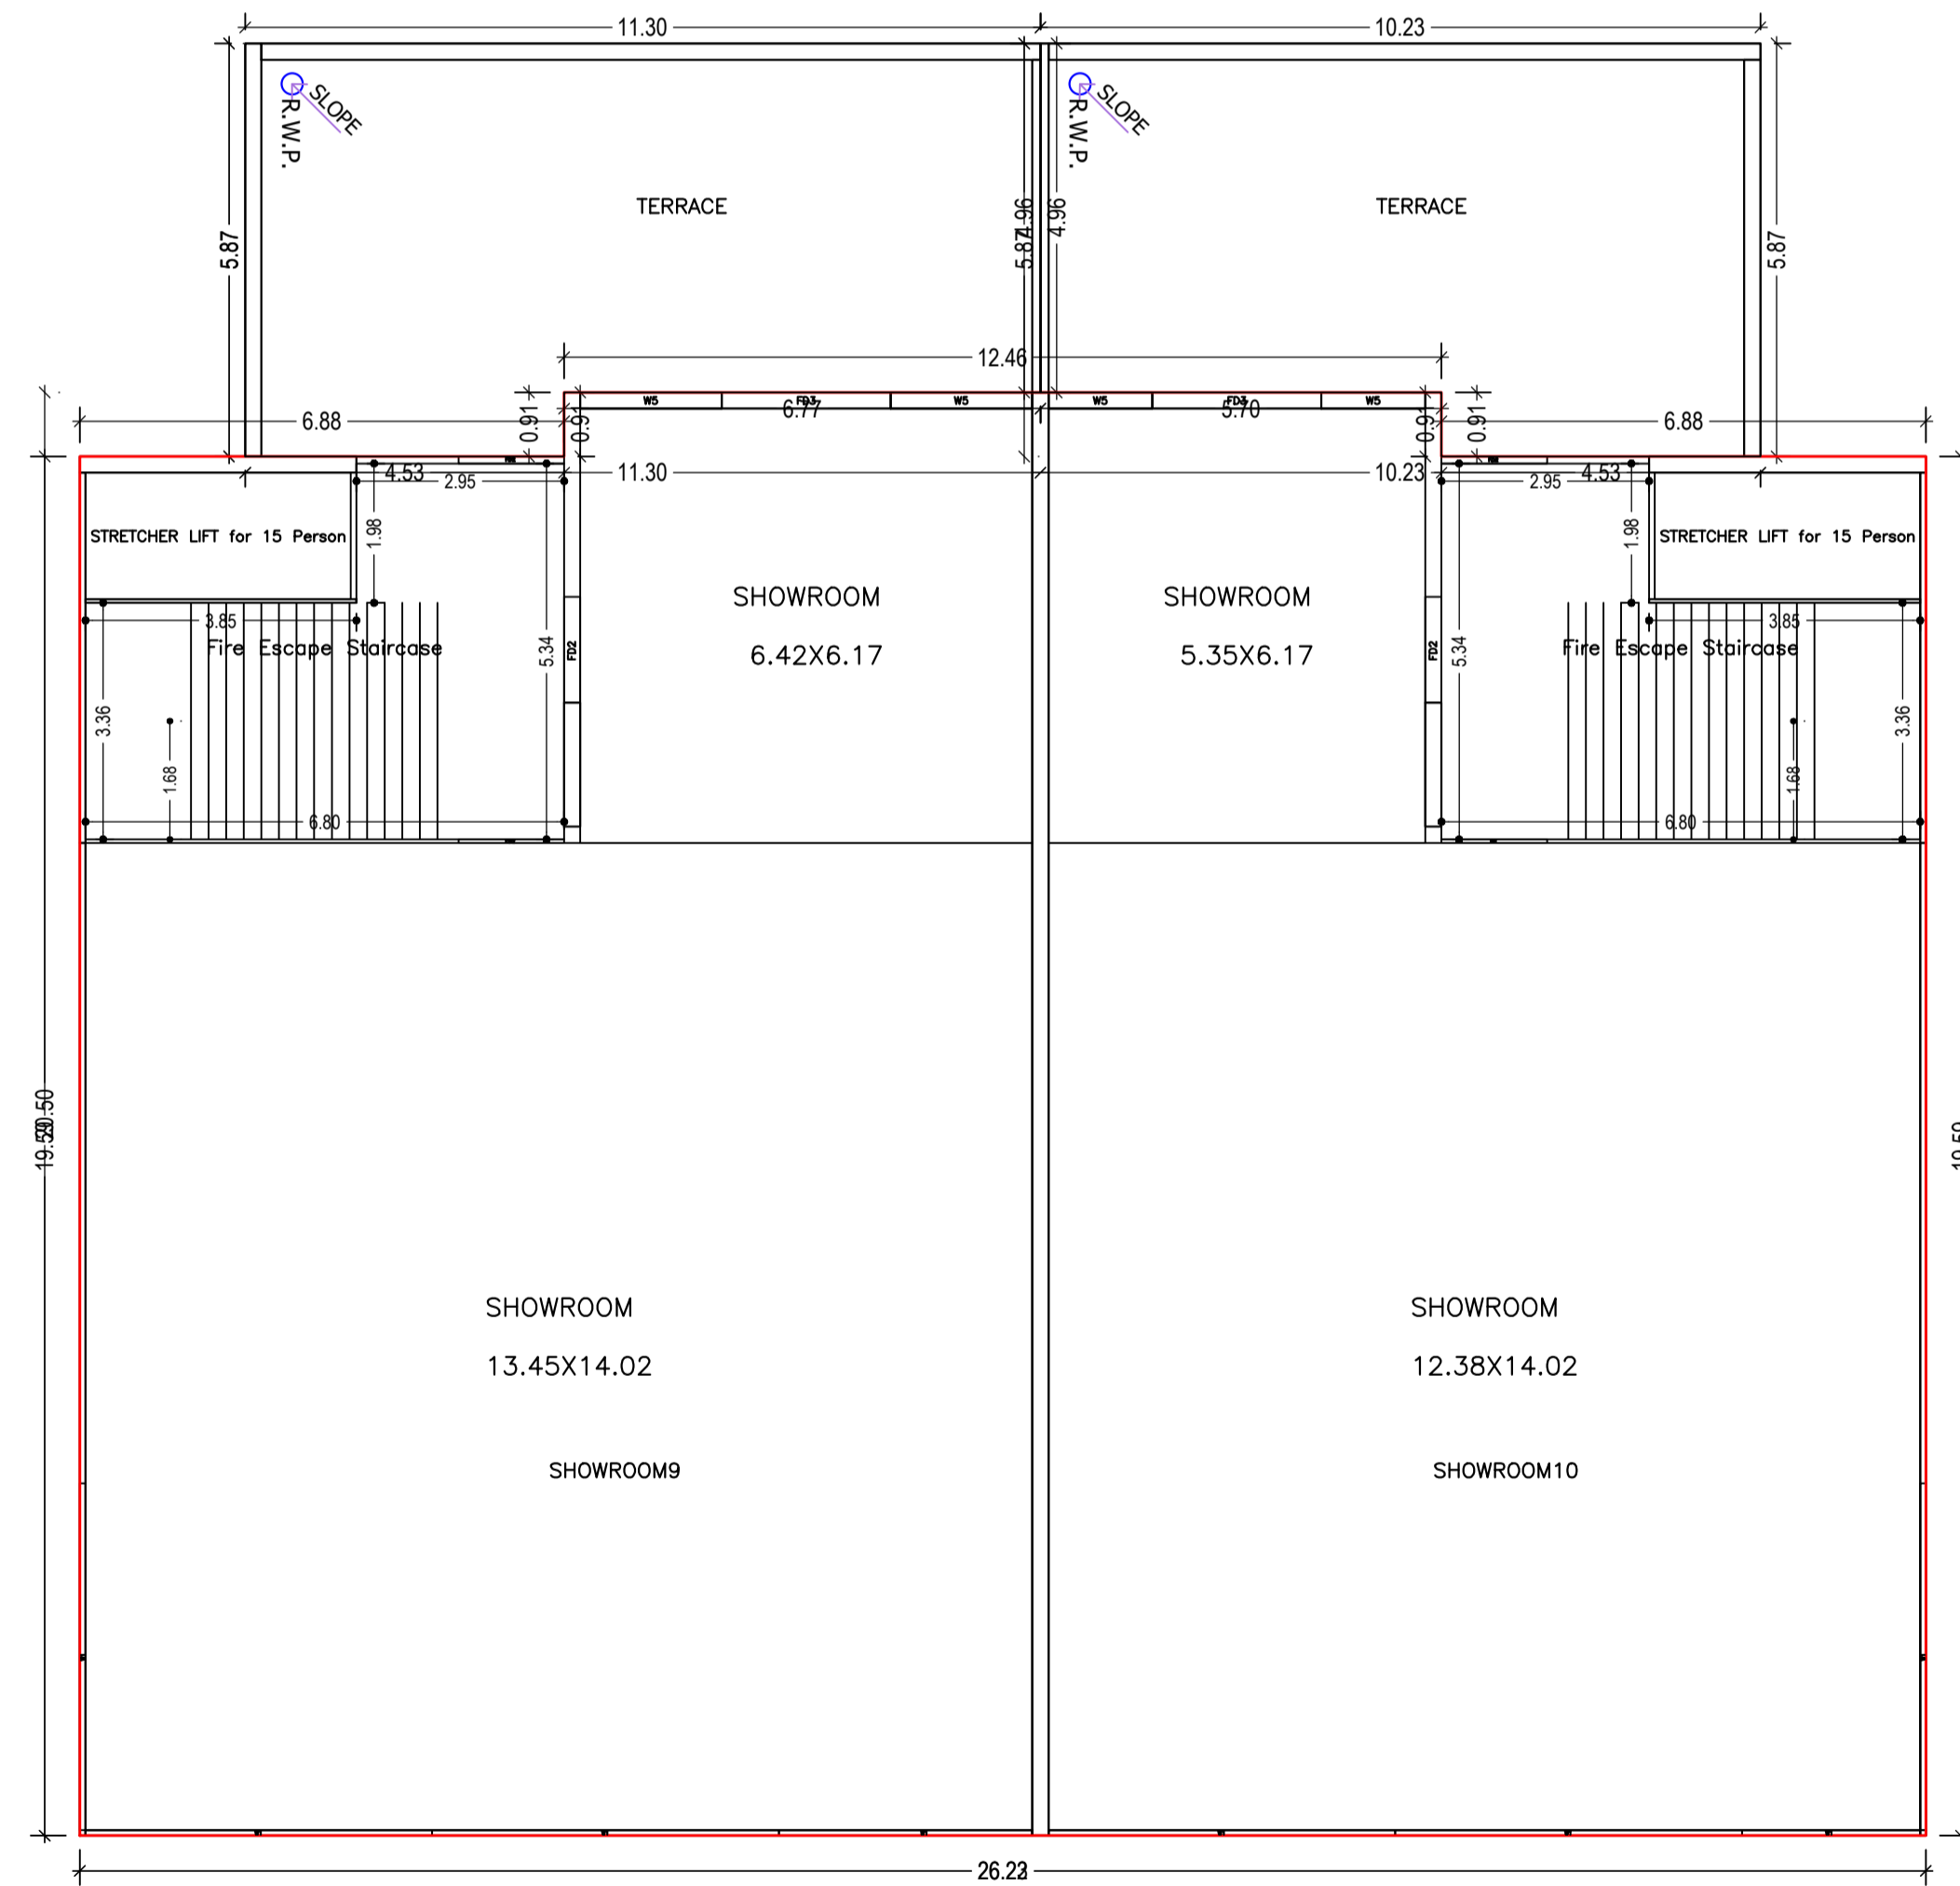 11.30
10.23
SLOPE
R.W.P.
SLOPE
R.W.P.
TERRACE
TERRACE
5.87
4.96
5.87
4.96
5.87
12.46
W5
FD3
W5
W5
FD3
W5
6.77
5.70
6.88
0.91
0.91
0.91
0.91
6.88
4.53
2.95
11.30
10.23
2.95
4.53
STRETCHER LIFT for 15 Person
1.98
1.98
STRETCHER LIFT for 15 Person
SHOWROOM
6.42X6.17
SHOWROOM
5.35X6.17
3.85
Fire Escape Staircase
5.34
FD2
FD2
5.34
3.85
Fire Escape Staircase
3.36
1.68
6.80
6.80
1.68
3.36
20.50
19.59
19.59
SHOWROOM
13.45X14.02
SHOWROOM
12.38X14.02
SHOWROOM9
SHOWROOM10